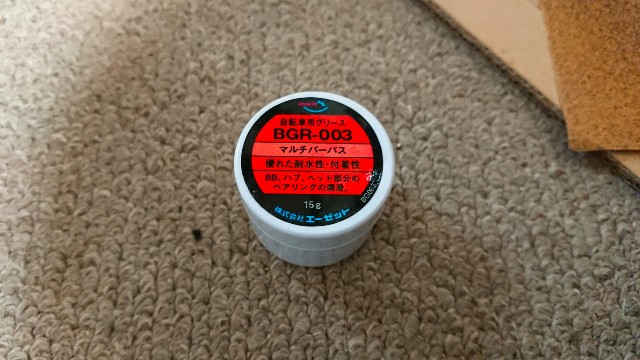 自転車用グリース
BGR-003
マルチパーパス
優れた耐水性・付着性
BB、ハブ、ヘッド部分の
ベアリングの潤滑。
15g
株式会社エーゼット